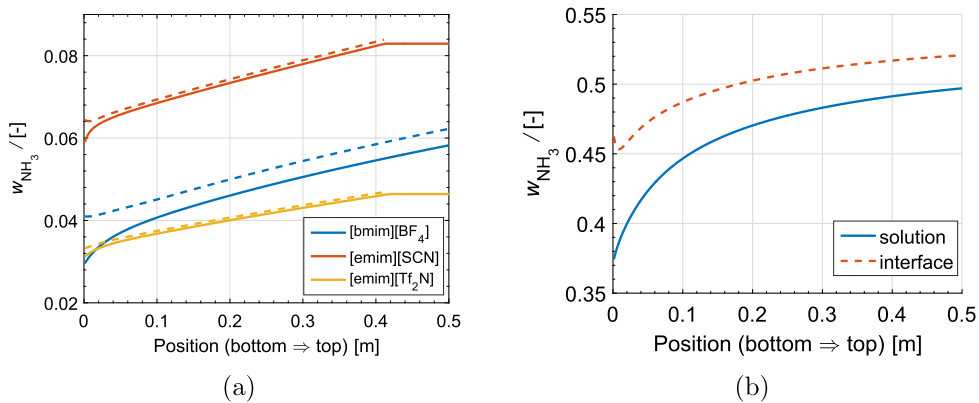 0.08
0.06
0.04
0.02
w_NH3 / [-]
0 0.1 0.2 0.3 0.4 0.5
Position (bottom ⇒ top) [m]
[bmim][BF4]
[emim][SCN]
[emim][Tf2N]
(a)
0.55
0.5
0.45
0.4
0.35
w_NH3 / [-]
0 0.1 0.2 0.3 0.4 0.5
Position (bottom ⇒ top) [m]
solution
interface
(b)